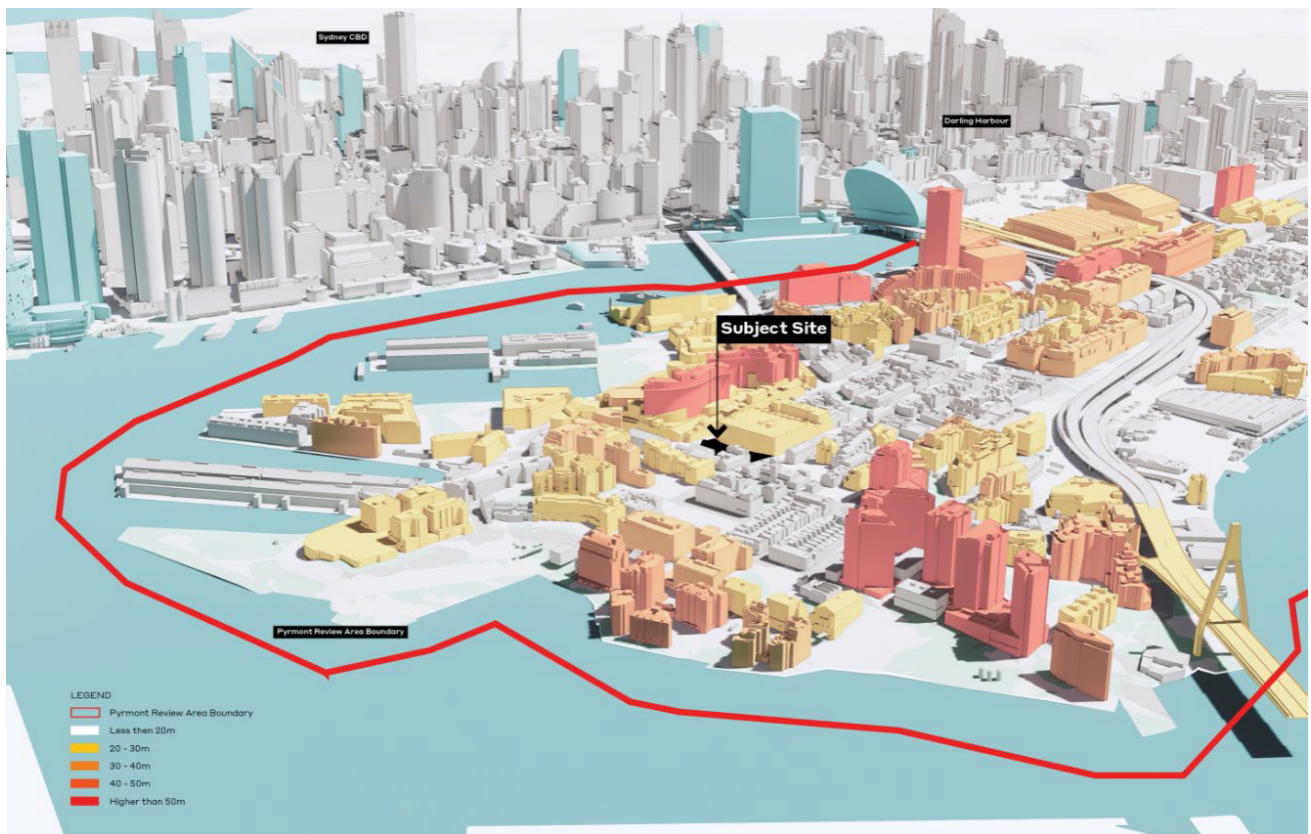 Sydney CBD
Darling Harbour
Subject Site
Pyrmont Review Area Boundary
LEGEND
Pyrmont Review Area Boundary
Less then 20m
20 - 30m
30 - 40m
40 - 50m
Higher than 50m